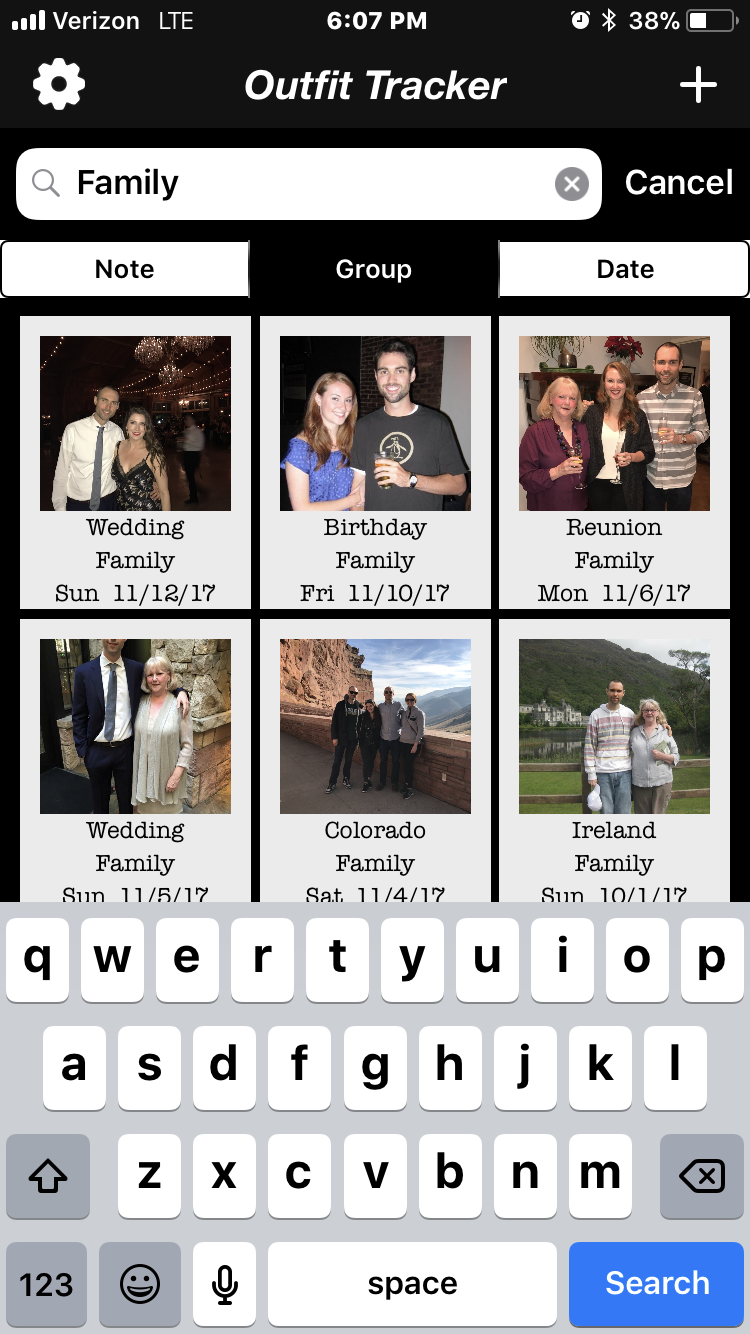 Verizon LTE 6:07 PM 38%
Outfit Tracker
Family Cancel
Note Group Date
Wedding Birthday Reunion
Family Family Family
Sun 11/12/17 Fri 11/10/17 Mon 11/6/17
Wedding Colorado Ireland
Family Family Family
Sun 11/5/17 Sat 11/4/17 Sun 10/1/17
q w e r t y u i o p
a s d f g h j k l
z x c v b n m
123 space Search